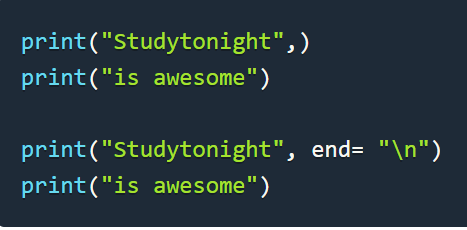 print("Studytonight",)
print("is awesome")
print("Studytonight", end= "\n")
print("is awesome")